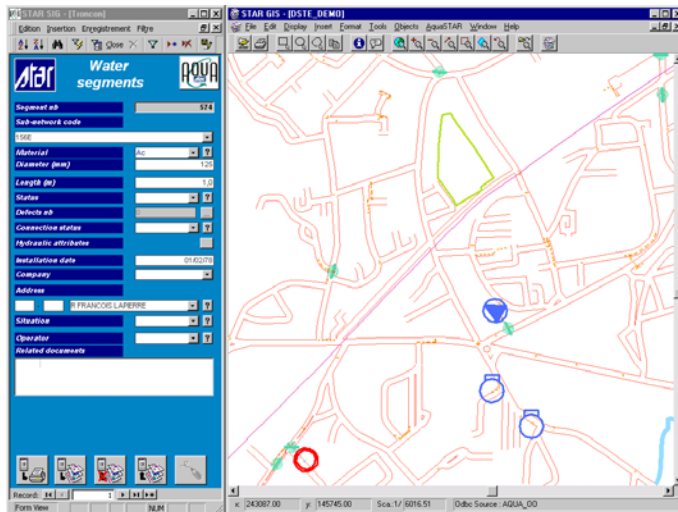 STAR SIG - [Troncon]
Edition Insertion Enregistrement Filtre
Close
star
Water
segments
AQUA
Segment nb 574
Sub-network code
156E
Material Ac ?
Diameter (mm) 125
Length (m) 1,0
Status ?
Defects nb ...
Connection status ?
Hydraulic attributes ...
Installation date 01/02/78
Company
Address
- R FRANCOIS LAPIERRE ?
Situation ?
Operator ?
Related documents
Record: 1
Form View NUM
STAR GIS - [DSTE_DEMO]
File Edit Display Insert Format Tools Objects AquaSTAR Window Help
x: 243087.00 y: 145745.00 Sca.:1/ 6016.51 Odbc Source : AQUA_OO